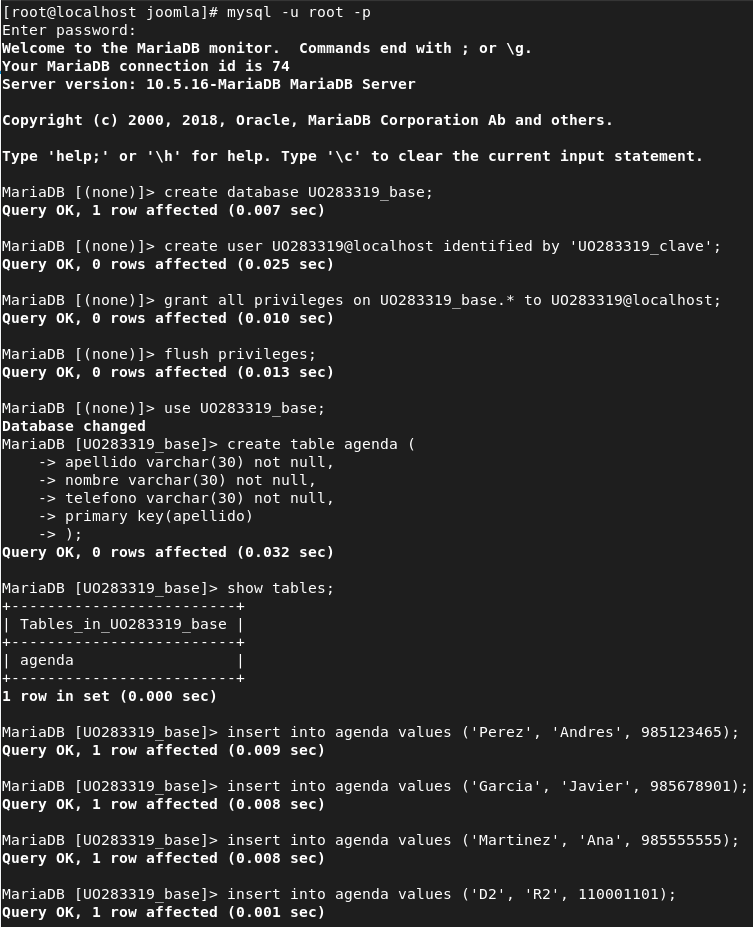 [root@localhost joomla]# mysql -u root -p
Enter password:
Welcome to the MariaDB monitor.  Commands end with ; or \g.
Your MariaDB connection id is 74
Server version: 10.5.16-MariaDB MariaDB Server

Copyright (c) 2000, 2018, Oracle, MariaDB Corporation Ab and others.

Type 'help;' or '\h' for help. Type '\c' to clear the current input statement.

MariaDB [(none)]> create database UO283319_base;
Query OK, 1 row affected (0.007 sec)

MariaDB [(none)]> create user UO283319@localhost identified by 'UO283319_clave';
Query OK, 0 rows affected (0.025 sec)

MariaDB [(none)]> grant all privileges on UO283319_base.* to UO283319@localhost;
Query OK, 0 rows affected (0.010 sec)

MariaDB [(none)]> flush privileges;
Query OK, 0 rows affected (0.013 sec)

MariaDB [(none)]> use UO283319_base;
Database changed
MariaDB [UO283319_base]> create table agenda (
    -> apellido varchar(30) not null,
    -> nombre varchar(30) not null,
    -> telefono varchar(30) not null,
    -> primary key(apellido)
    -> );
Query OK, 0 rows affected (0.032 sec)

MariaDB [UO283319_base]> show tables;
+-------------------------+
| Tables_in_UO283319_base |
+-------------------------+
| agenda                  |
+-------------------------+
1 row in set (0.000 sec)

MariaDB [UO283319_base]> insert into agenda values ('Perez', 'Andres', 985123465);
Query OK, 1 row affected (0.009 sec)

MariaDB [UO283319_base]> insert into agenda values ('Garcia', 'Javier', 985678901);
Query OK, 1 row affected (0.008 sec)

MariaDB [UO283319_base]> insert into agenda values ('Martinez', 'Ana', 985555555);
Query OK, 1 row affected (0.008 sec)

MariaDB [UO283319_base]> insert into agenda values ('D2', 'R2', 110001101);
Query OK, 1 row affected (0.001 sec)